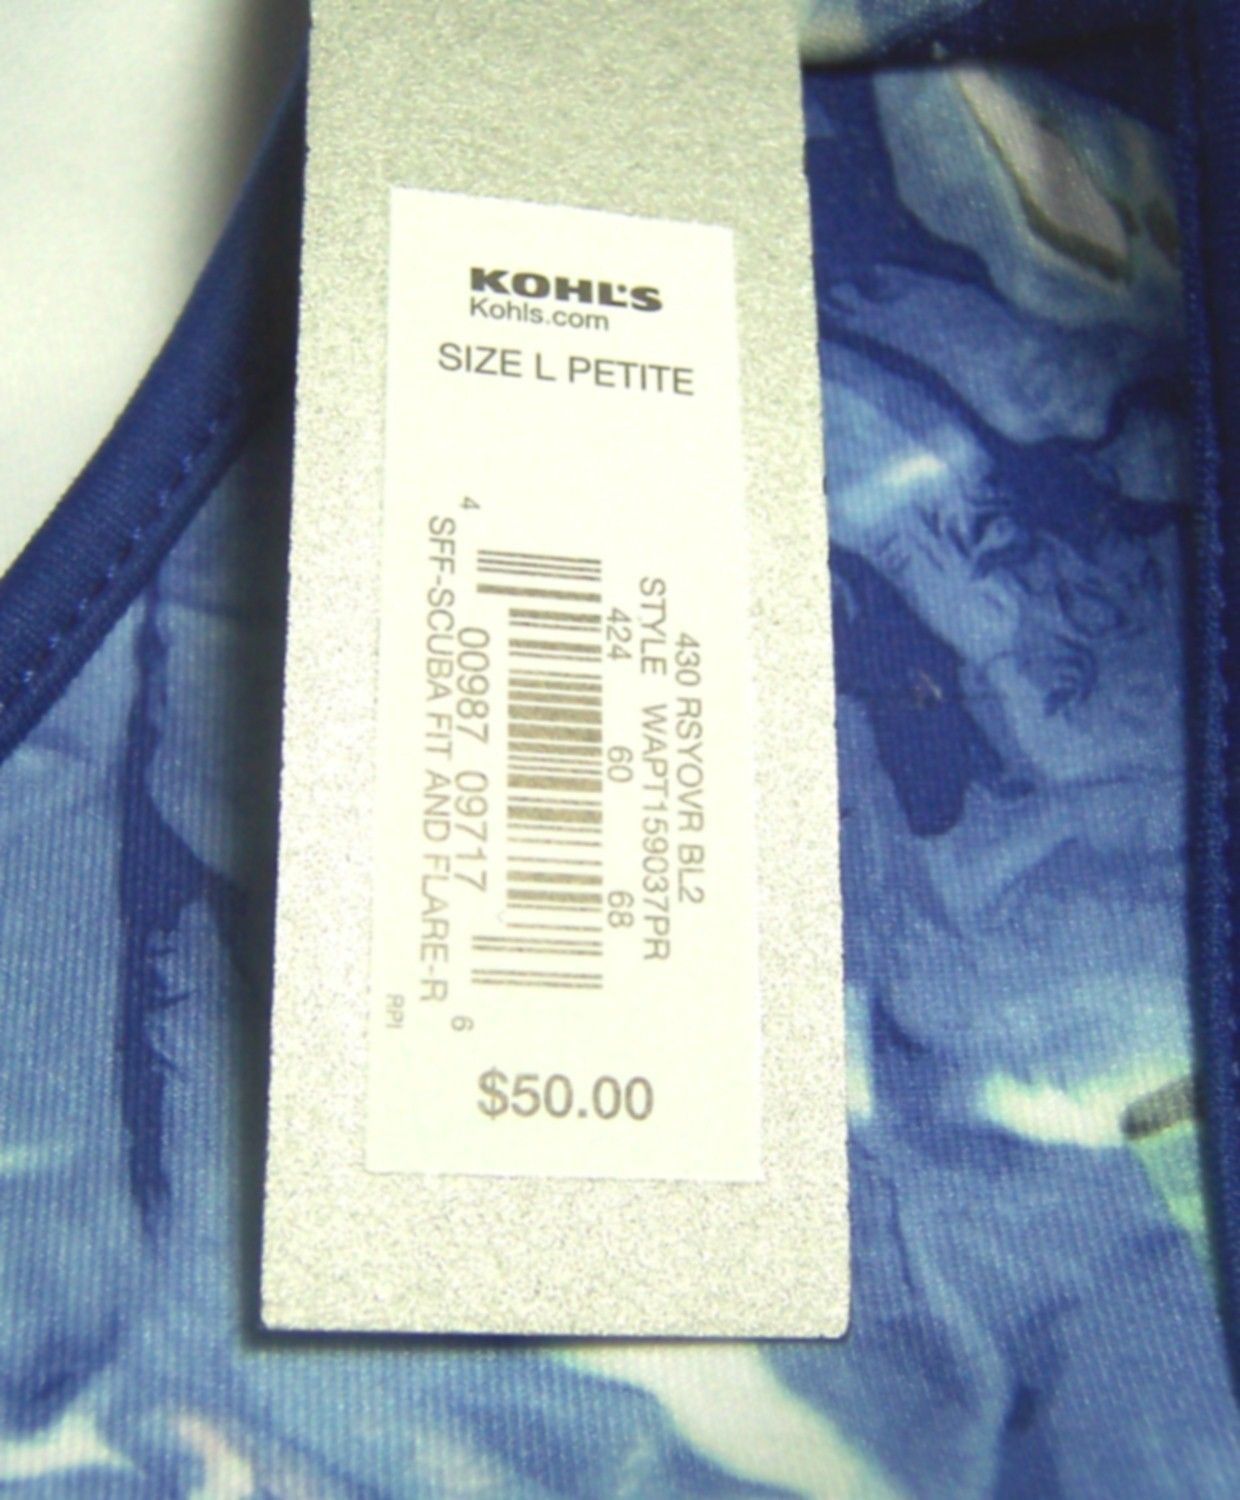 KOHL'S
Kohls.com
SIZE L PETITE
430 RSYOVR BL2
STYLE WAPT159037PR
424 60 68
4 00987 09717 6
SFF-SCUBA FIT AND FLARE-R
RPI
$50.00